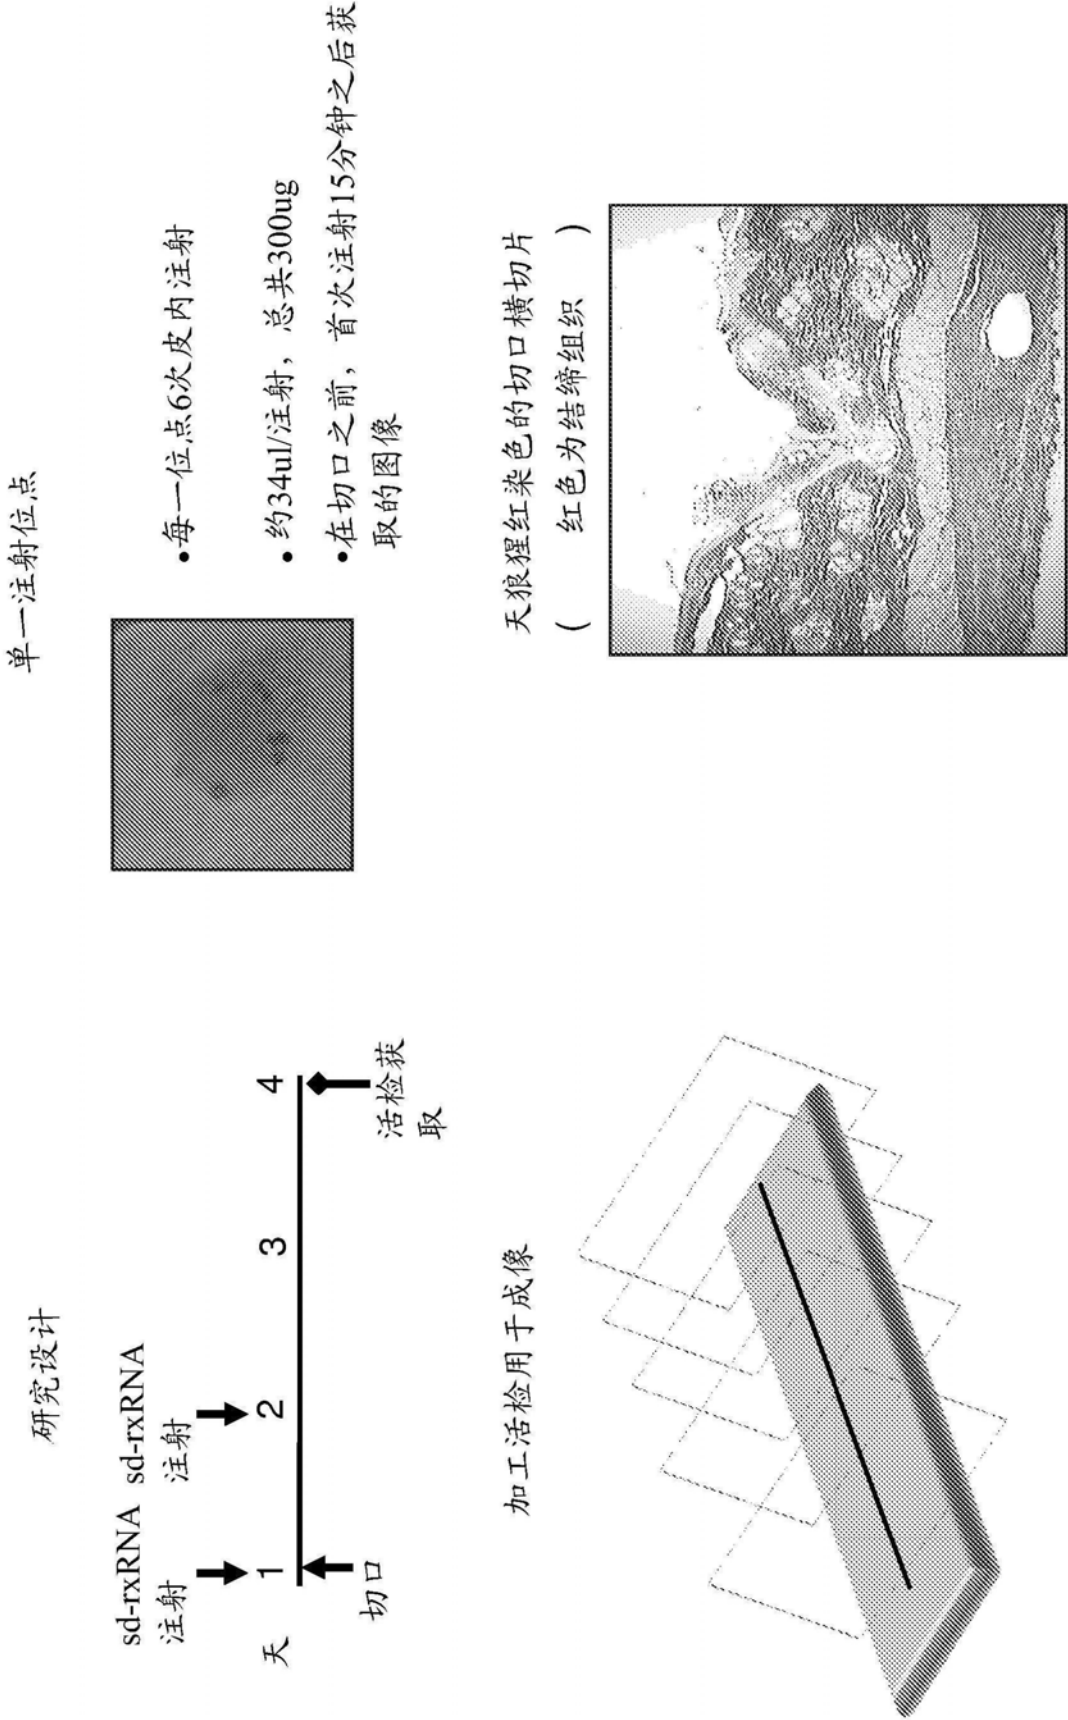 研究设计
sd-rxRNA sd-rxRNA
注射 注射
天 1 2 3 4
切口
活检获
取
单一注射位点
•每一位点6次皮内注射
•约34ul/注射，总共300ug
•在切口之前，首次注射15分钟之后获
取的图像
加工活检用于成像
天狼猩红染色的切口横切片
（ 红色为结缔组织 ）